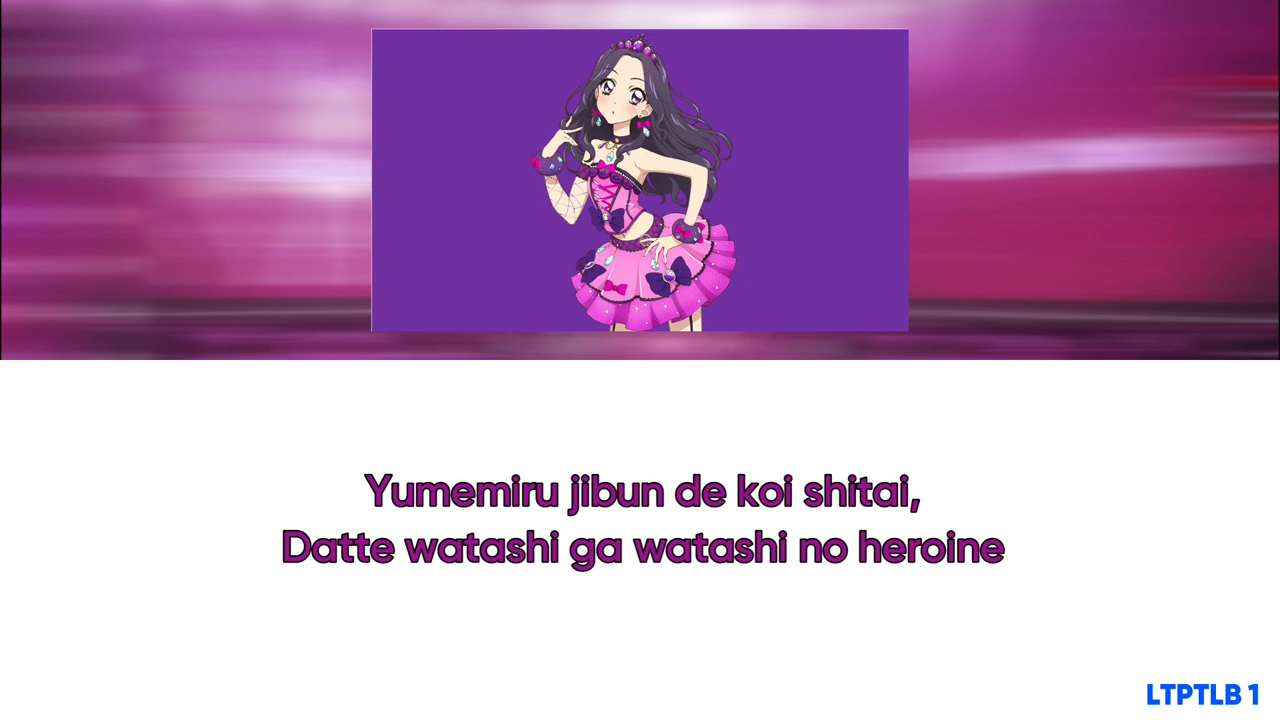 Yumemiru jibun de koi shitai,
Datte watashi ga watashi no heroine
LTPTLB 1